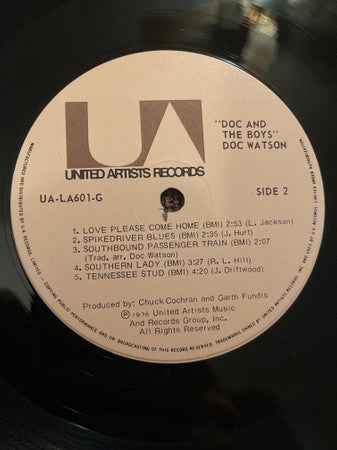 UA
UNITED ARTISTS RECORDS
"DOC AND
THE BOYS"
DOC WATSON
UA-LA601-G
SIDE 2
1. LOVE PLEASE COME HOME (BMI) 2:53 (L. Jackson)
2. SPIKEDRIVER BLUES (BMI) 2:35 (J. Hurt)
3. SOUTHBOUND PASSENGER TRAIN (BMI) 2:07
(Trad. arr. Doc Watson)
4. SOUTHERN LADY (BMI) 3:27 (R. L. Hill)
5. TENNESSEE STUD (BMI) 4:20 (J. Driftwood)
Produced by: Chuck Cochran and Garth Fundis
Ⓟ 1976 United Artists Music
And Records Group, Inc.
All Rights Reserved